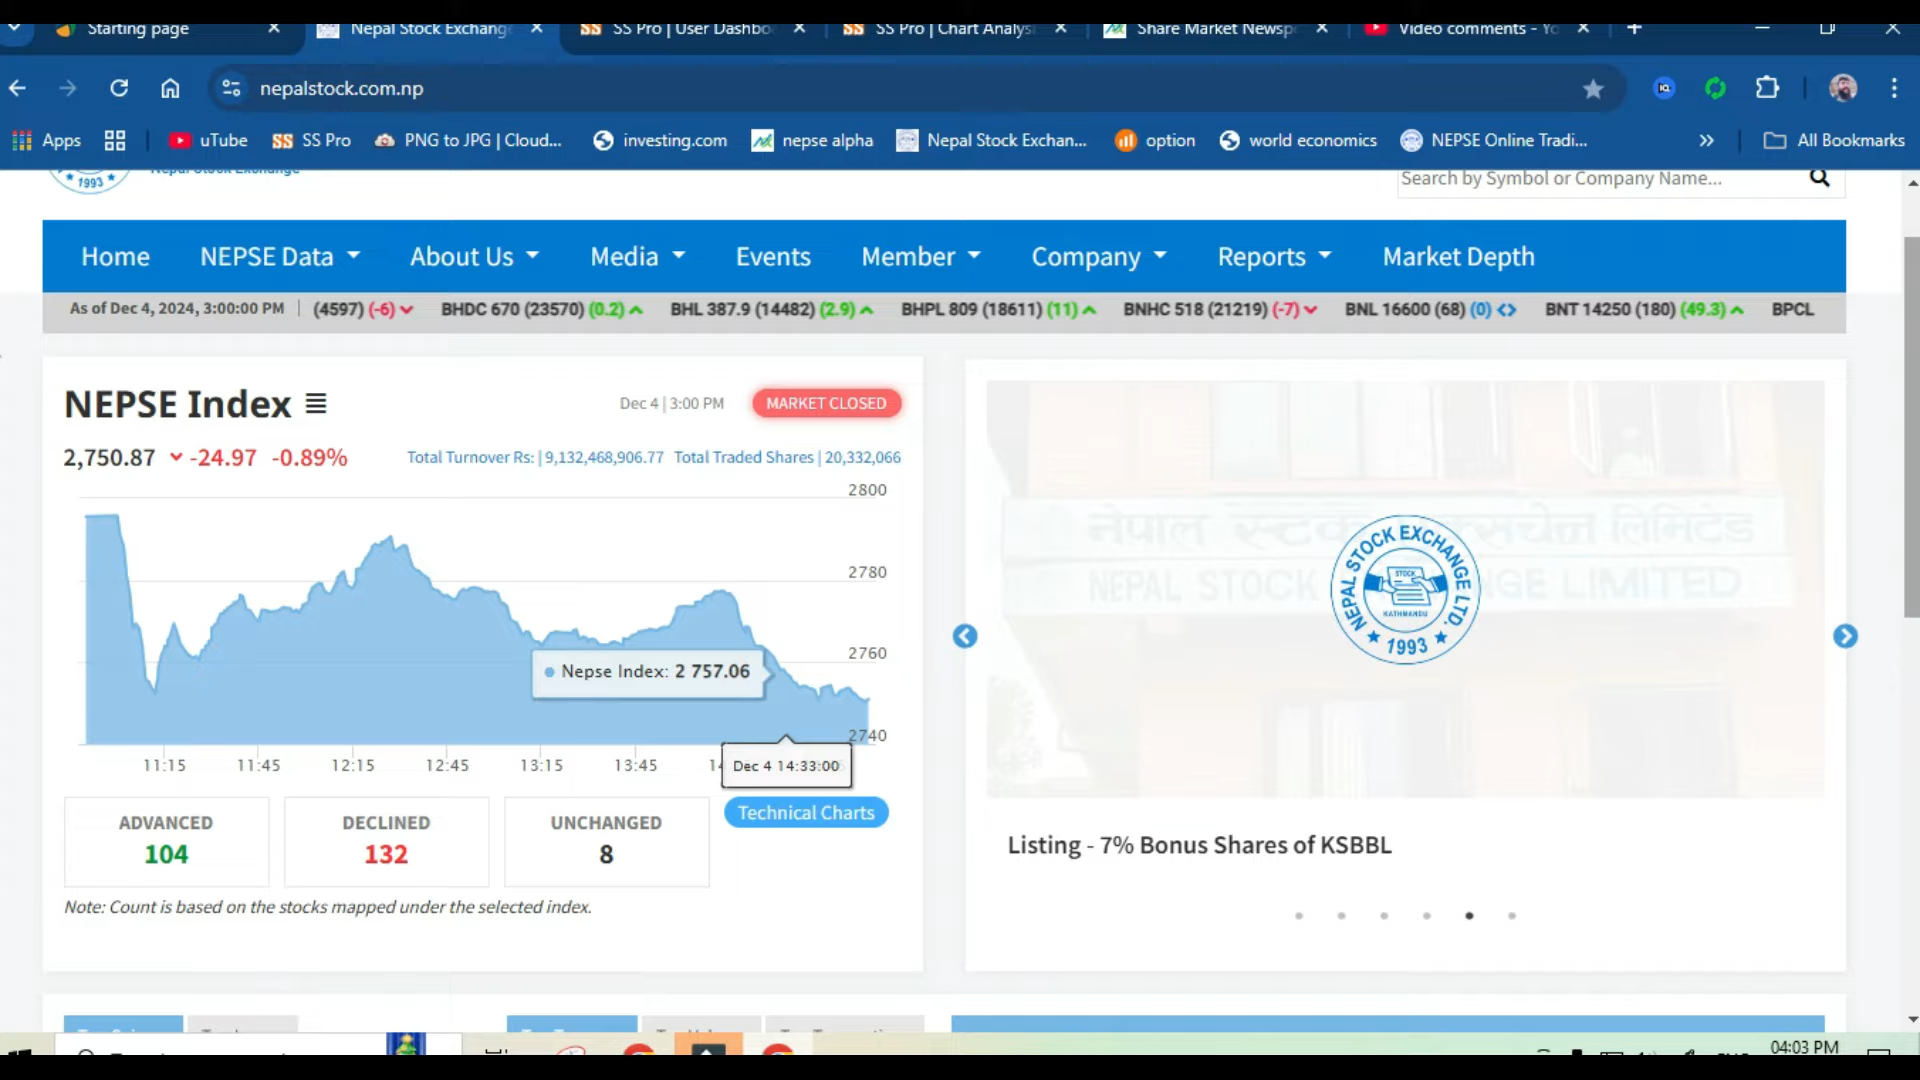 Starting page
Nepal Stock Exchang
SS Pro | User Dashbo
SS Pro | Chart Analysi
Share Market Newsp
Video comments - Yo
nepalstock.com.np
Apps
uTube
SS SS Pro
PNG to JPG | Cloud...
investing.com
nepse alpha
Nepal Stock Exchan...
option
world economics
NEPSE Online Tradi...
All Bookmarks
1993
Nepal Stock Exchange
Search by Symbol or Company Name...
Home NEPSE Data About Us Media Events Member Company Reports Market Depth
As of Dec 4, 2024, 3:00:00 PM | (4597) (-6) BHDC 670 (23570) (0.2) BHL 387.9 (14482) (2.9) BHPL 809 (18611) (11) BNHC 518 (21219) (-7) BNL 16600 (68) (0) BNT 14250 (180) (49.3) BPCL
NEPSE Index
Dec 4 | 3:00 PM
MARKET CLOSED
2,750.87 -24.97 -0.89%
Total Turnover Rs: | 9,132,468,906.77 Total Traded Shares | 20,332,066
2800
2780
2760
2740
Nepse Index: 2 757.06
11:15 11:45 12:15 12:45 13:15 13:45
Dec 4 14:33:00
ADVANCED
104
DECLINED
132
UNCHANGED
8
Technical Charts
Note: Count is based on the stocks mapped under the selected index.
नेपाल स्टक एक्सचेन्ज लिमिटेड
NEPAL STOCK EXCHANGE LIMITED
NEPAL STOCK EXCHANGE LTD.
STOCK
KATHMANDU
1993
Listing - 7% Bonus Shares of KSBBL
04:03 PM